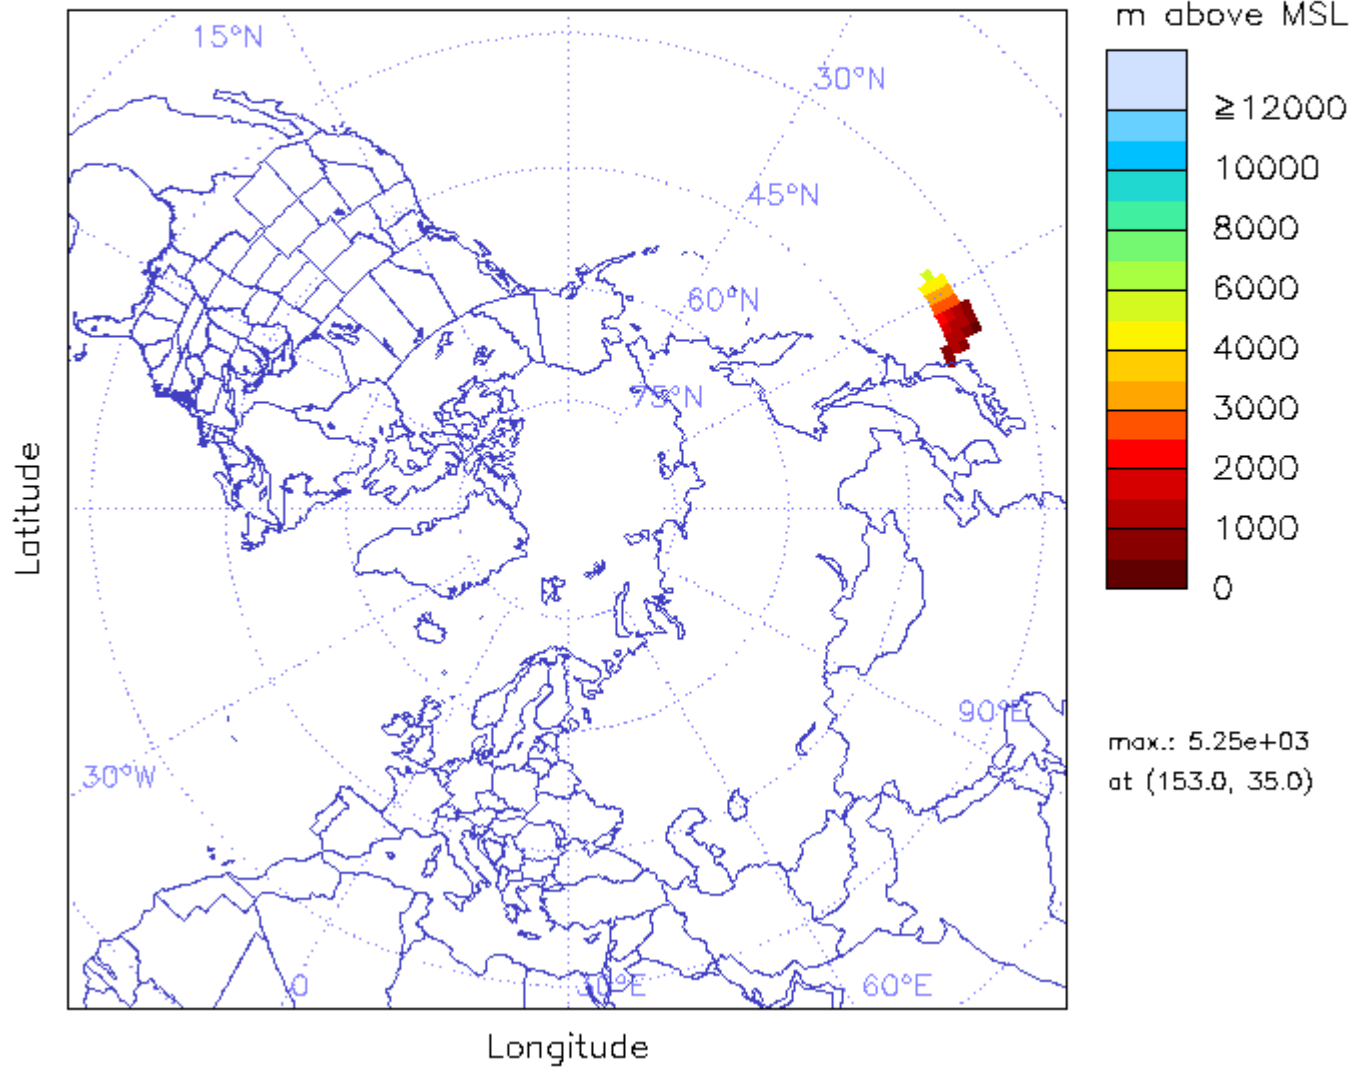 m above MSL
≥12000
10000
8000
6000
4000
3000
2000
1000
0
max.: 5.25e+03
at (153.0, 35.0)
15°N
30°N
45°N
60°N
75°N
90°E
30°W
0
30°E
60°E
Latitude
Longitude